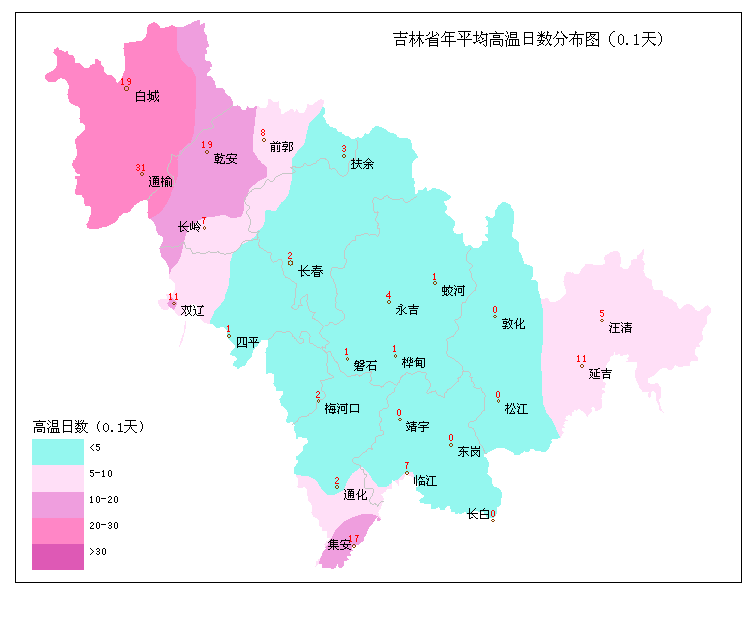 吉林省年平均高温日数分布图（0.1天）
19
白城
8
前郭
19
乾安
3
扶余
31
通榆
7
长岭
2
长春
1
蛟河
11
双辽
4
永吉
0
敦化
5
汪清
1
四平
1
磐石
1
桦甸
11
延吉
2
梅河口
0
靖宇
0
松江
0
东岗
7
临江
2
通化
长白0
集安17
高温日数（0.1天）
<5
5-10
10-20
20-30
>30